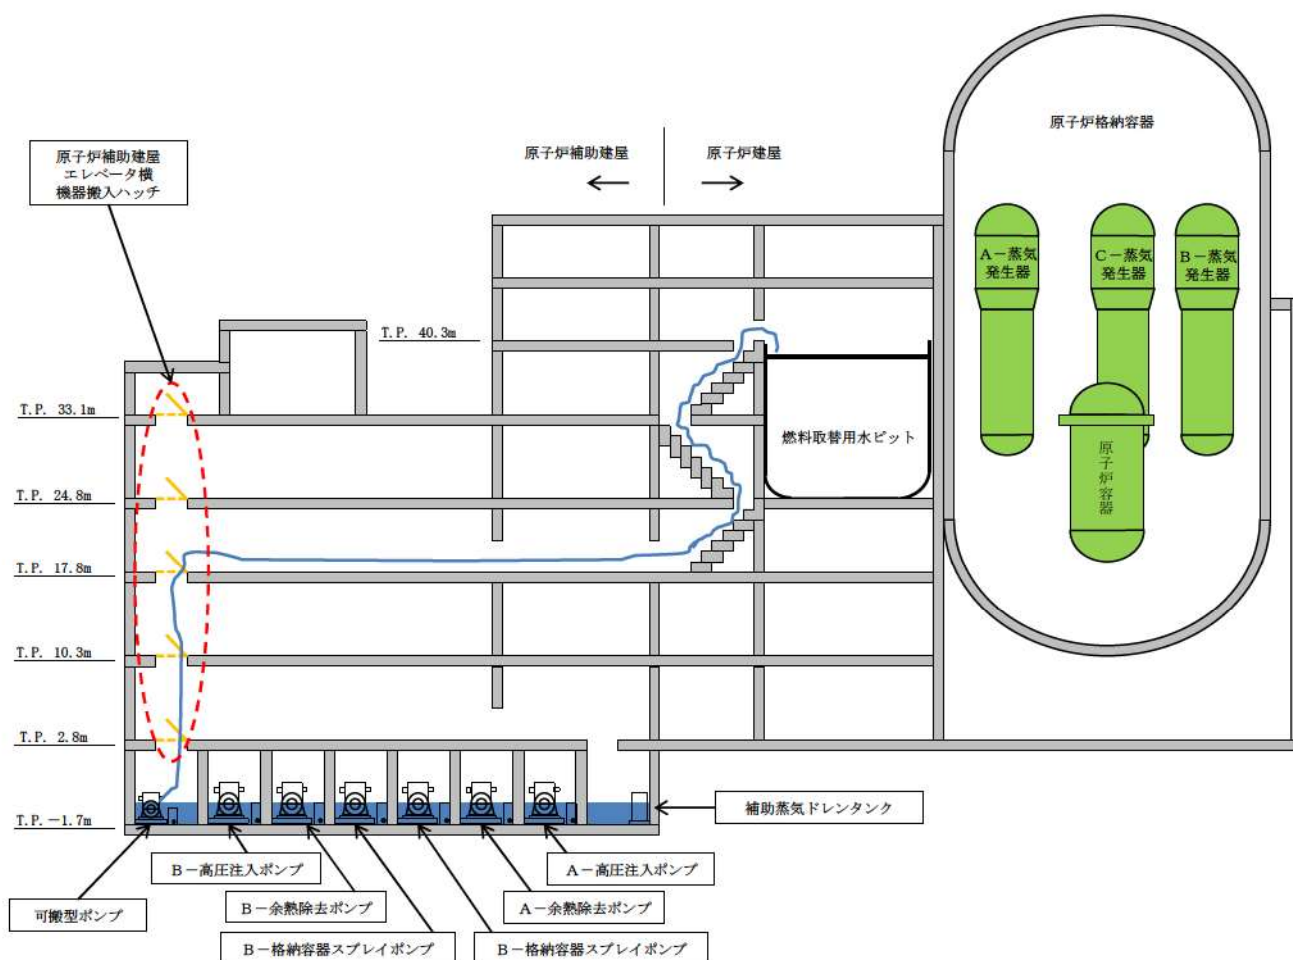 原子炉格納容器
原子炉補助建屋
エレベータ横
機器搬入ハッチ
原子炉補助建屋
原子炉建屋
A－蒸気
発生器
C－蒸気
発生器
B－蒸気
発生器
T.P. 40.3m
T.P. 33.1m
燃料取替用水ピット
原子炉容器
T.P. 24.8m
T.P. 17.8m
T.P. 10.3m
T.P. 2.8m
T.P. －1.7m
補助蒸気ドレンタンク
B－高圧注入ポンプ
A－高圧注入ポンプ
可搬型ポンプ
B－余熱除去ポンプ
A－余熱除去ポンプ
B－格納容器スプレイポンプ
B－格納容器スプレイポンプ